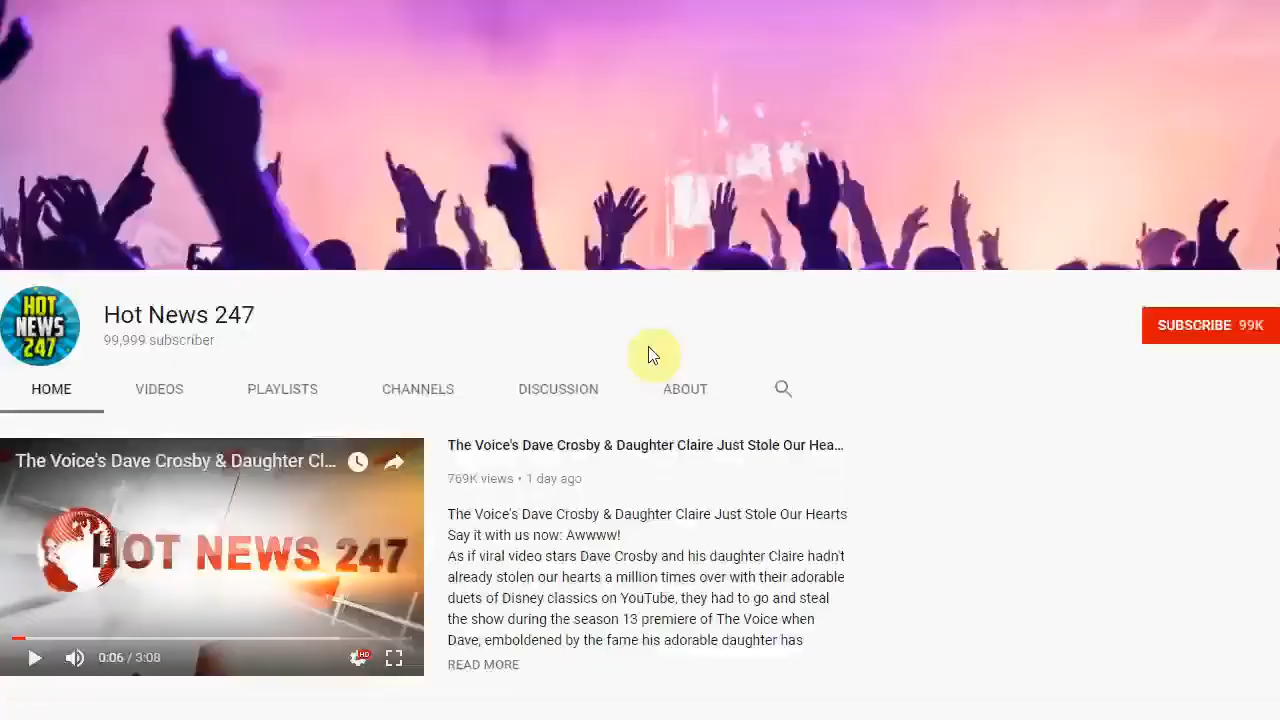 HOT
NEWS
247
Hot News 247
99,999 subscriber
SUBSCRIBE 99K
HOME VIDEOS PLAYLISTS CHANNELS DISCUSSION ABOUT
The Voice's Dave Crosby & Daughter Cl...
HOT NEWS 247
0:06 / 3:08
HD
The Voice's Dave Crosby & Daughter Claire Just Stole Our Hea...
769K views • 1 day ago
The Voice's Dave Crosby & Daughter Claire Just Stole Our Hearts
Say it with us now: Awwww!
As if viral video stars Dave Crosby and his daughter Claire hadn't
already stolen our hearts a million times over with their adorable
duets of Disney classics on YouTube, they had to go and steal
the show during the season 13 premiere of The Voice when
Dave, emboldened by the fame his adorable daughter has
READ MORE